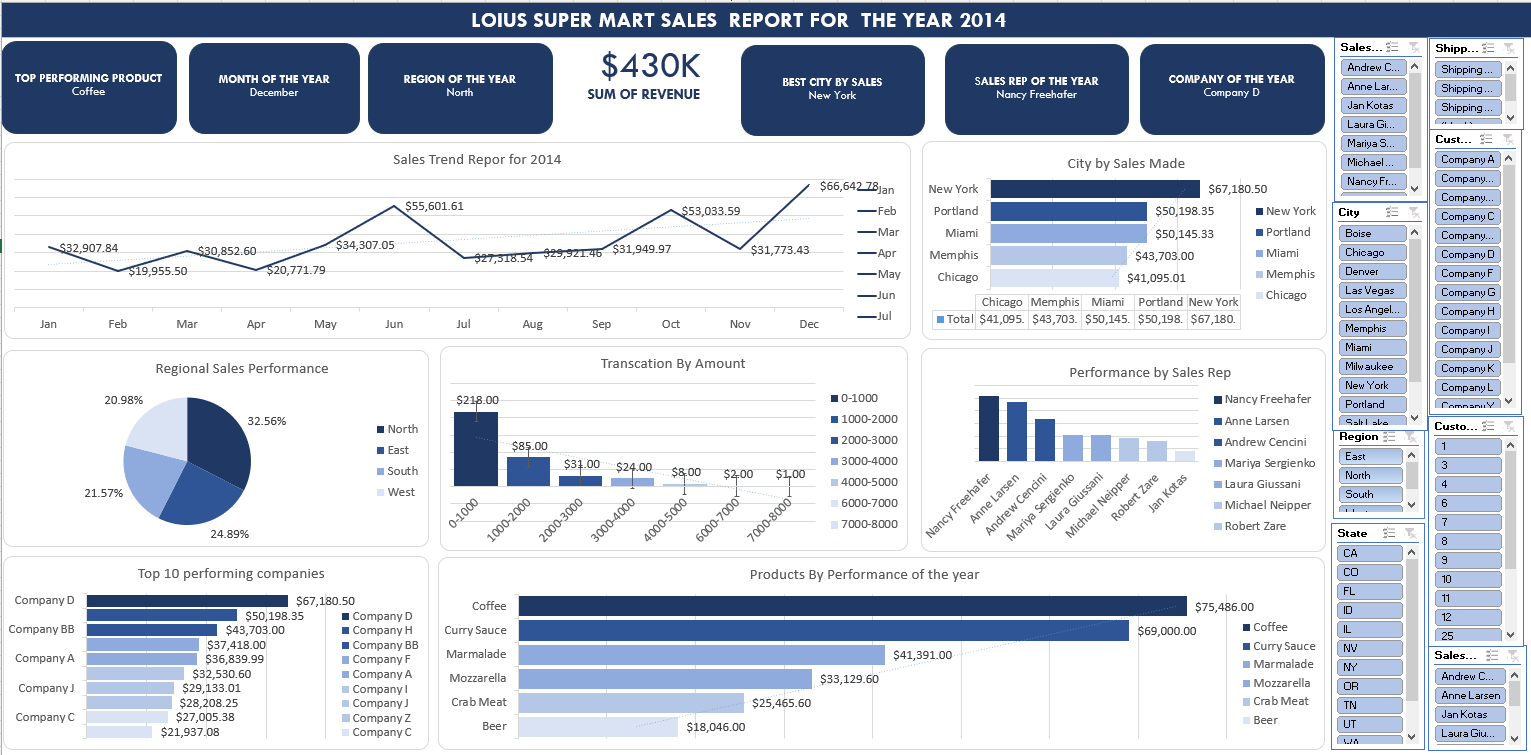 LOIUS SUPER MART SALES REPORT FOR THE YEAR 2014
TOP PERFORMING PRODUCT
Coffee
MONTH OF THE YEAR
December
REGION OF THE YEAR
North
$430K
SUM OF REVENUE
BEST CITY BY SALES
New York
SALES REP OF THE YEAR
Nancy Freehafer
COMPANY OF THE YEAR
Company D
Sales Trend Repor for 2014
$32,907.84
$19,955.50
$30,852.60
$20,771.79
$34,307.05
$55,601.61
$27,318.54
$29,921.46
$31,949.97
$53,033.59
$31,773.43
$66,642.78
Jan
Feb
Mar
Apr
May
Jun
Jul
Aug
Sep
Oct
Nov
Dec
Jan
Feb
Mar
Apr
May
Jun
Jul
City by Sales Made
New York $67,180.50
Portland $50,198.35
Miami $50,145.33
Memphis $43,703.00
Chicago $41,095.01
New York
Portland
Miami
Memphis
Chicago
Chicago Memphis Miami Portland New York
Total $41,095. $43,703. $50,145. $50,198. $67,180.
Regional Sales Performance
20.98%
32.56%
21.57%
24.89%
North
East
South
West
Transcation By Amount
$218.00
$85.00
$31.00
$24.00
$8.00
$2.00
$1.00
0-1000
1000-2000
2000-3000
3000-4000
4000-5000
6000-7000
7000-8000
0-1000
1000-2000
2000-3000
3000-4000
4000-5000
6000-7000
7000-8000
Performance by Sales Rep
Nancy Freehafer
Anne Larsen
Andrew Cencini
Mariya Sergienko
Laura Giussani
Michael Neipper
Robert Zare
Jan Kotas
Nancy Freehafer
Anne Larsen
Andrew Cencini
Mariya Sergienko
Laura Giussani
Michael Neipper
Robert Zare
Top 10 performing companies
Company D $67,180.50
$50,198.35
Company BB $43,703.00
$37,418.00
Company A $36,839.99
$32,530.60
Company J $29,133.01
$28,208.25
Company C $27,005.38
$21,937.08
Company D
Company H
Company BB
Company F
Company A
Company I
Company J
Company Z
Company C
Products By Performance of the year
Coffee $75,486.00
Curry Sauce $69,000.00
Marmalade $41,391.00
Mozzarella $33,129.60
Crab Meat $25,465.60
Beer $18,046.00
Coffee
Curry Sauce
Marmalade
Mozzarella
Crab Meat
Beer
Sales...
Andrew C...
Anne Lar...
Jan Kotas
Laura Gi...
Mariya S...
Michael ...
Nancy Fr...
Shipp...
Shipping ...
Shipping ...
Shipping ...
City
Boise
Chicago
Denver
Las Vegas
Los Angel...
Memphis
Miami
Milwaukee
New York
Portland
Salt Lake
Cust...
Company A
Company...
Company...
Company C
Company...
Company D
Company F
Company G
Company H
Company I
Company J
Company K
Company L
Company Y
Region
East
North
South
State
CA
CO
FL
ID
IL
NV
NY
OR
TN
UT
WA
Custo...
1
3
4
6
7
8
9
10
11
12
25
Sales...
Andrew C...
Anne Larsen
Jan Kotas
Laura Giu...